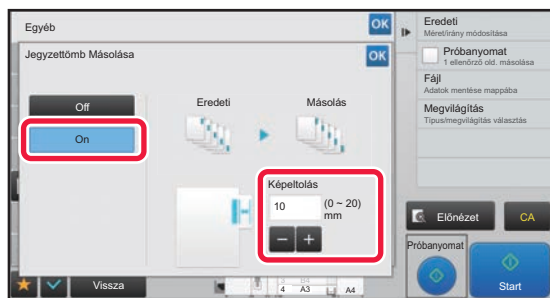 Egyéb
OK
Jegyzettömb Másolása
OK
Off
On
Eredeti
Másolás
Képeltolás
10
(0 ~ 20)
mm
Vissza
B4
4
A3
A4
Eredeti
Méret/irány módosítása
Próbanyomat
1 ellenőrző old. másolása
Fájl
Adatok mentése mappába
Megvilágítás
Típus/megvilágítás választás
Előnézet
CA
Próbanyomat
Start